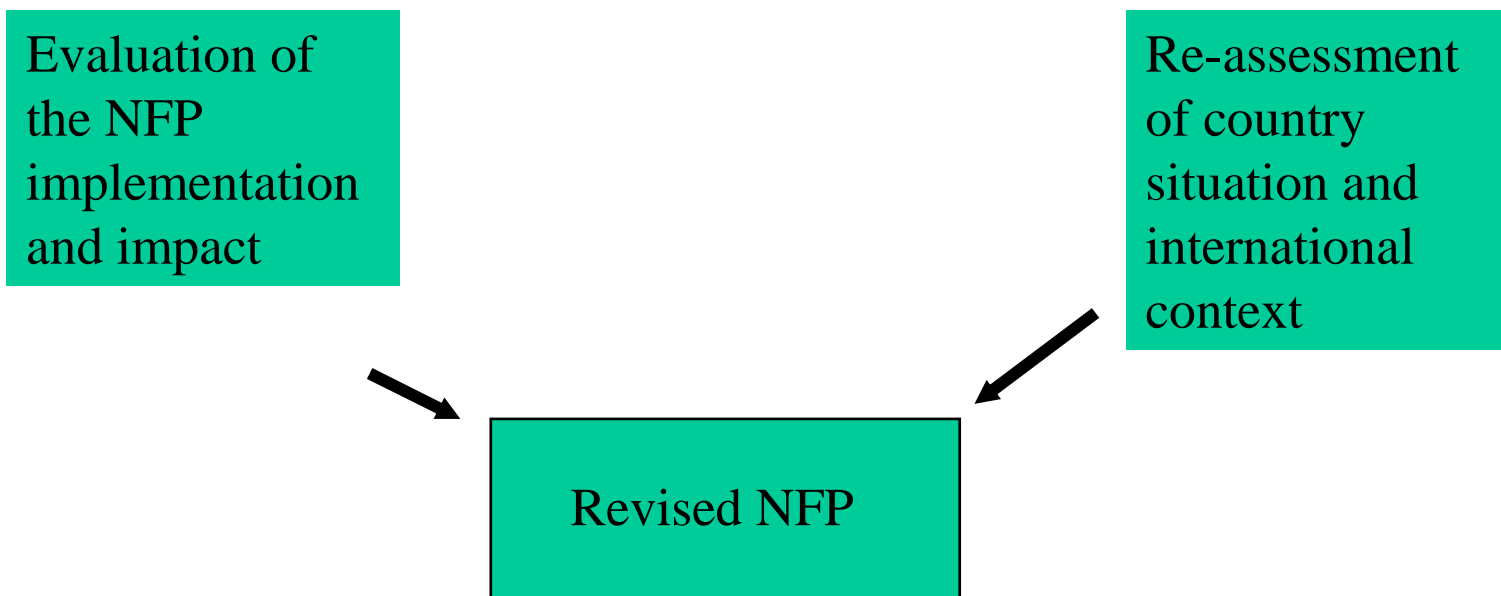 Evaluation of
the NFP
implementation
and impact
Re-assessment
of country
situation and
international
context
Revised NFP